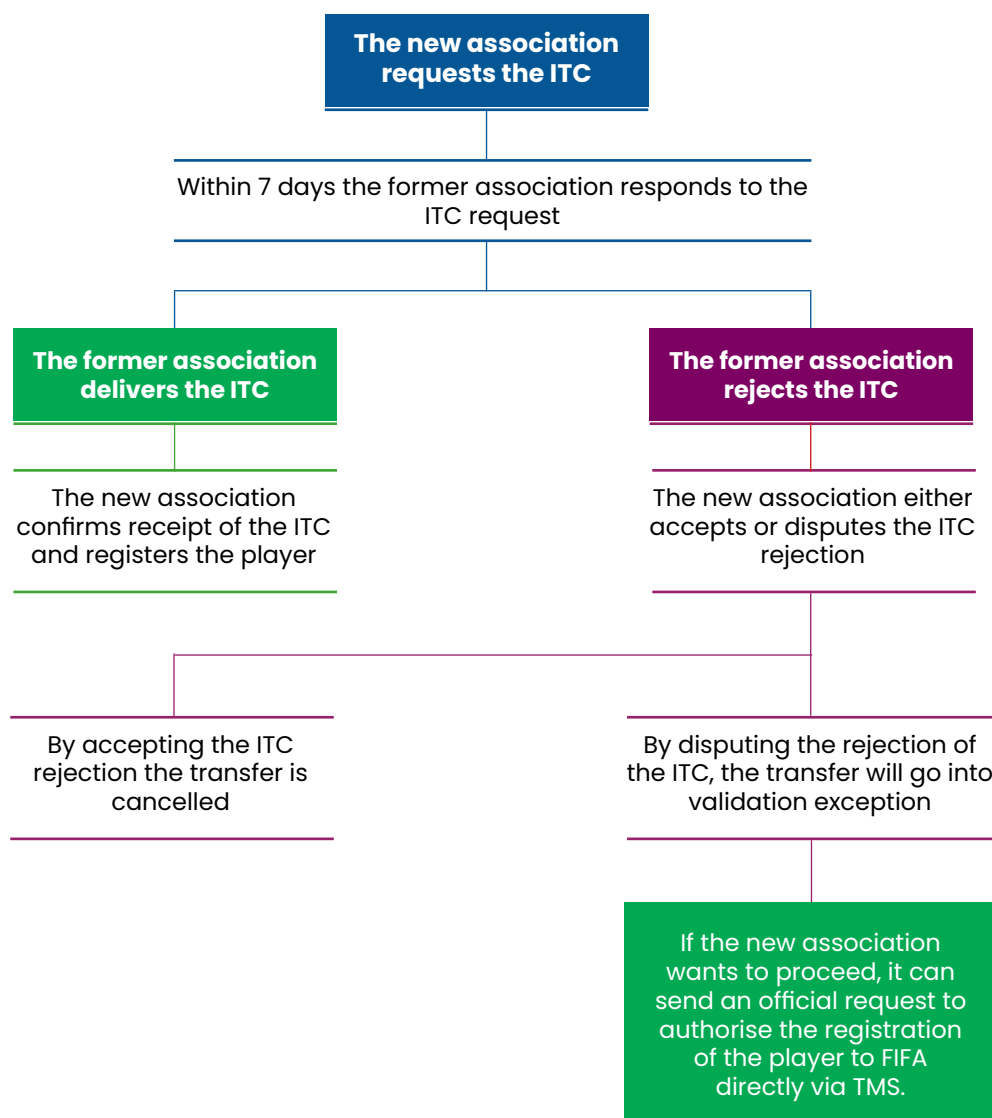 The new association
requests the ITC
Within 7 days the former association responds to the
ITC request
The former association
delivers the ITC
The former association
rejects the ITC
The new association
confirms receipt of the ITC
and registers the player
The new association either
accepts or disputes the ITC
rejection
By accepting the ITC
rejection the transfer is
cancelled
By disputing the rejection of
the ITC, the transfer will go into
validation exception
If the new association
wants to proceed, it can
send an official request to
authorise the registration
of the player to FIFA
directly via TMS.